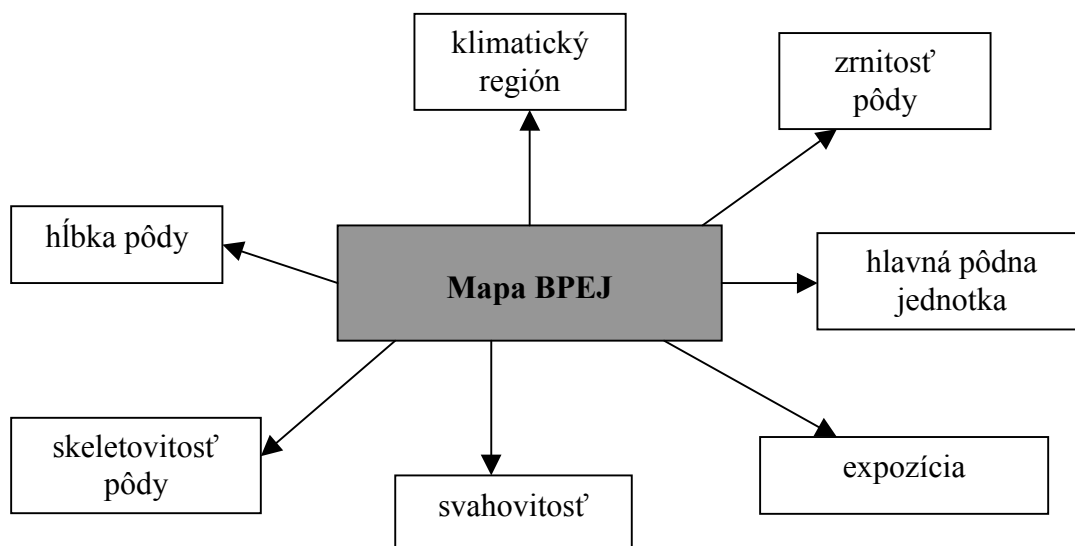 klimatický
región
zrnitosť
pôdy
hĺbka pôdy
Mapa BPEJ
hlavná pôdna
jednotka
skeletovitosť
pôdy
svahovitosť
expozícia